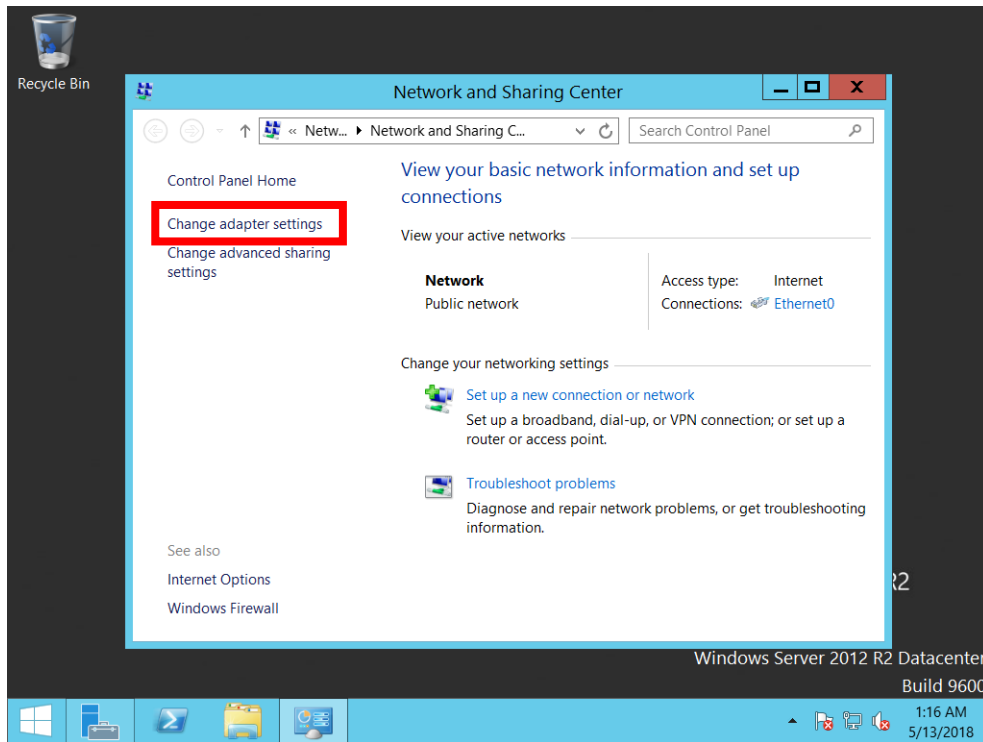 Recycle Bin
Network and Sharing Center
« Netw... Network and Sharing C...
Search Control Panel
Control Panel Home
Change adapter settings
Change advanced sharing
settings
View your basic network information and set up
connections
View your active networks
Network
Public network
Access type: Internet
Connections: Ethernet0
Change your networking settings
Set up a new connection or network
Set up a broadband, dial-up, or VPN connection; or set up a
router or access point.
Troubleshoot problems
Diagnose and repair network problems, or get troubleshooting
information.
See also
Internet Options
Windows Firewall
R2
Windows Server 2012 R2 Datacenter
Build 9600
1:16 AM
5/13/2018